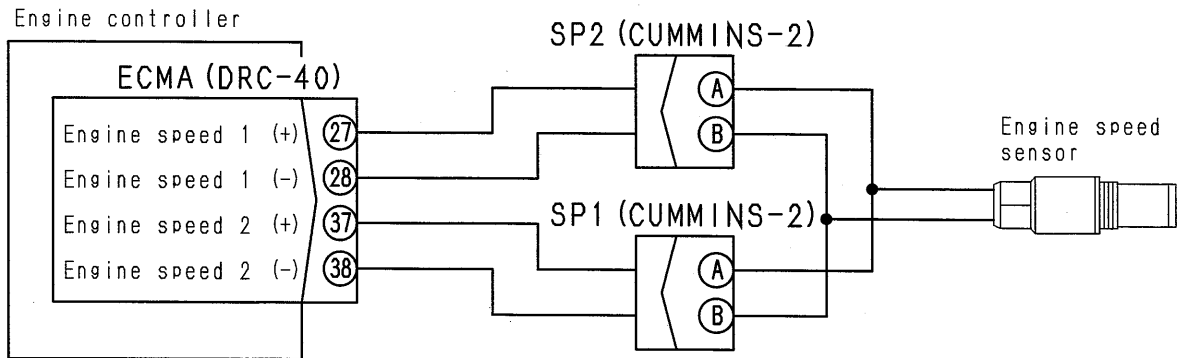 Engine controller
SP2 (CUMMINS-2)
ECMA (DRC-40)
A
Engine speed 1 (+) 27
B
Engine speed
sensor
Engine speed 1 (-) 28
Engine speed 2 (+) 37
SP1 (CUMMINS-2)
Engine speed 2 (-) 38
A
B